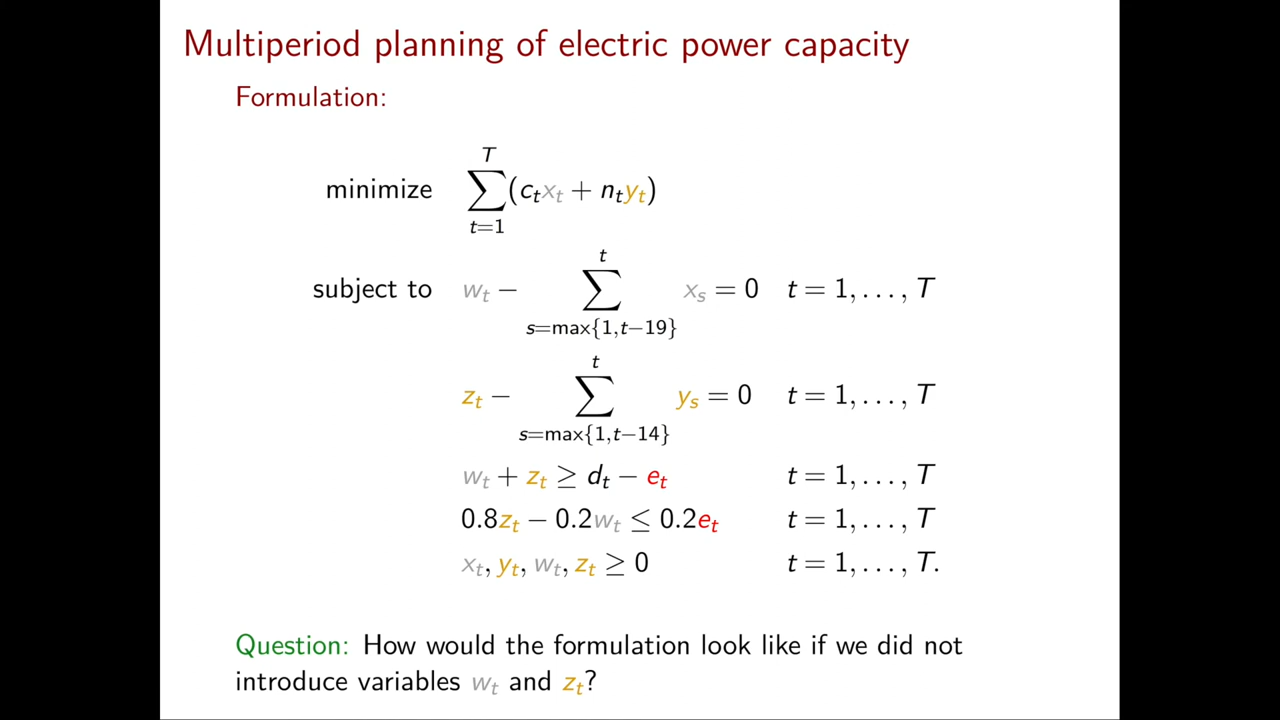 Multiperiod planning of electric power capacity
Formulation:
minimize ∑_{t=1}^{T} (c_t x_t + n_t y_t)
subject to w_t − ∑_{s=max{1,t−19}}^{t} x_s = 0 t = 1, . . . , T
z_t − ∑_{s=max{1,t−14}}^{t} y_s = 0 t = 1, . . . , T
w_t + z_t ≥ d_t − e_t t = 1, . . . , T
0.8z_t − 0.2w_t ≤ 0.2e_t t = 1, . . . , T
x_t, y_t, w_t, z_t ≥ 0 t = 1, . . . , T.
Question: How would the formulation look like if we did not
introduce variables w_t and z_t?